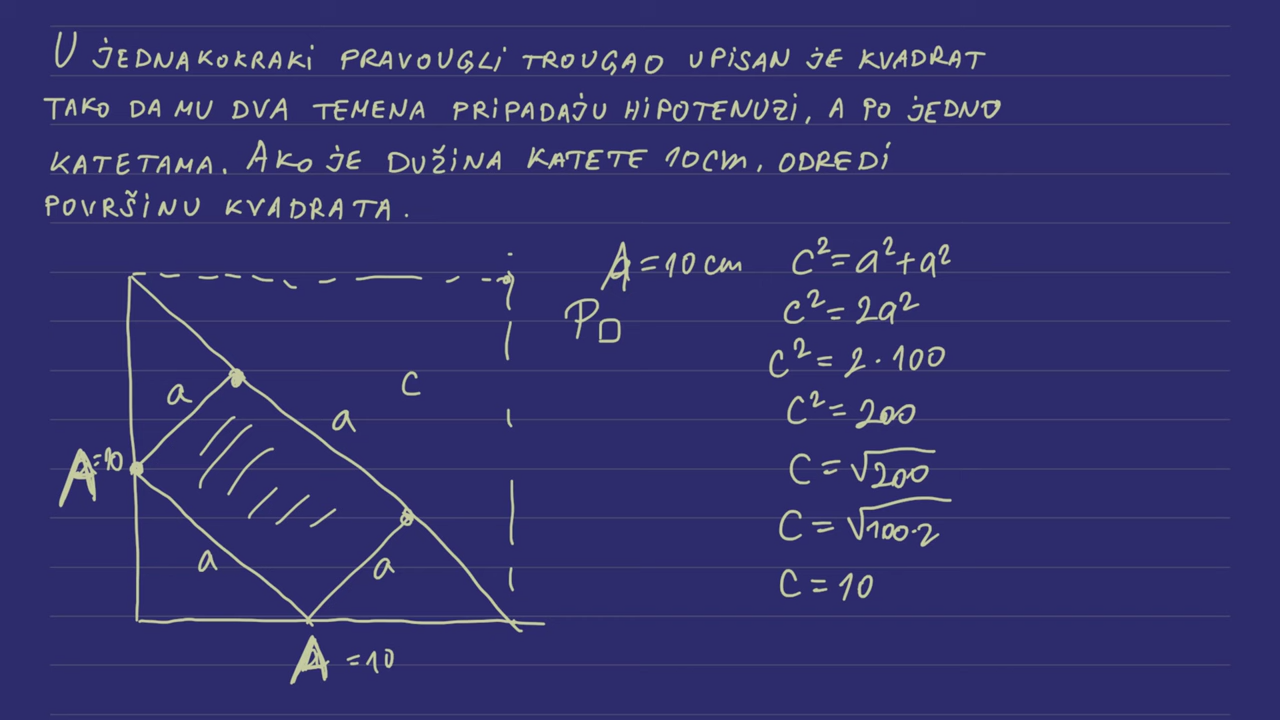 U JEDNAKOKRAKI PRAVOUGLI TROUGAO UPISAN JE KVADRAT
TAKO DA MU DVA TEMENA PRIPADAJU HIPOTENUZI, A PO JEDNO
KATETAMA. AKO JE DUŽINA KATETE 10CM, ODREDI
POVRŠINU KVADRATA.
A = 10 cm
P□
c² = a² + a²
c² = 2a²
c² = 2 · 100
c² = 200
c = √200
c = √100·2
c = 10
a
a
c
A = 10
a
a
A = 10